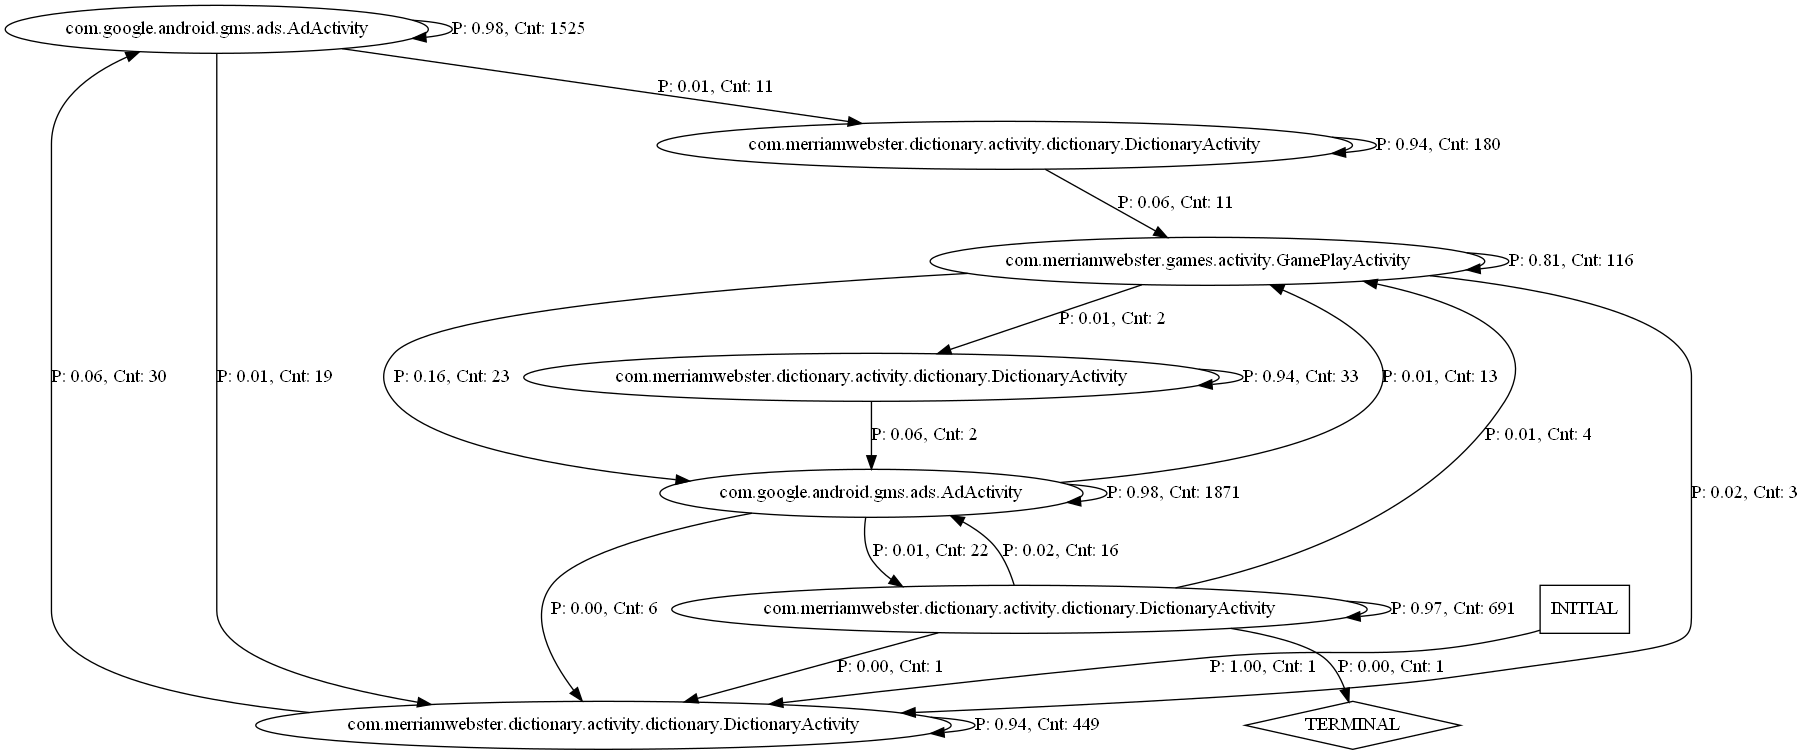 com.google.android.gms.ads.AdActivity
P: 0.98, Cnt: 1525
P: 0.01, Cnt: 11
com.merriamwebster.dictionary.activity.dictionary.DictionaryActivity
P: 0.94, Cnt: 180
P: 0.06, Cnt: 11
com.merriamwebster.games.activity.GamePlayActivity
P: 0.81, Cnt: 116
P: 0.01, Cnt: 2
P: 0.06, Cnt: 30
P: 0.01, Cnt: 19
P: 0.16, Cnt: 23
com.merriamwebster.dictionary.activity.dictionary.DictionaryActivity
P: 0.94, Cnt: 33
P: 0.01, Cnt: 13
P: 0.06, Cnt: 2
P: 0.01, Cnt: 4
com.google.android.gms.ads.AdActivity
P: 0.98, Cnt: 1871
P: 0.02, Cnt: 3
P: 0.01, Cnt: 22
P: 0.02, Cnt: 16
P: 0.00, Cnt: 6
com.merriamwebster.dictionary.activity.dictionary.DictionaryActivity
P: 0.97, Cnt: 691
INITIAL
P: 0.00, Cnt: 1
P: 1.00, Cnt: 1
P: 0.00, Cnt: 1
com.merriamwebster.dictionary.activity.dictionary.DictionaryActivity
P: 0.94, Cnt: 449
TERMINAL